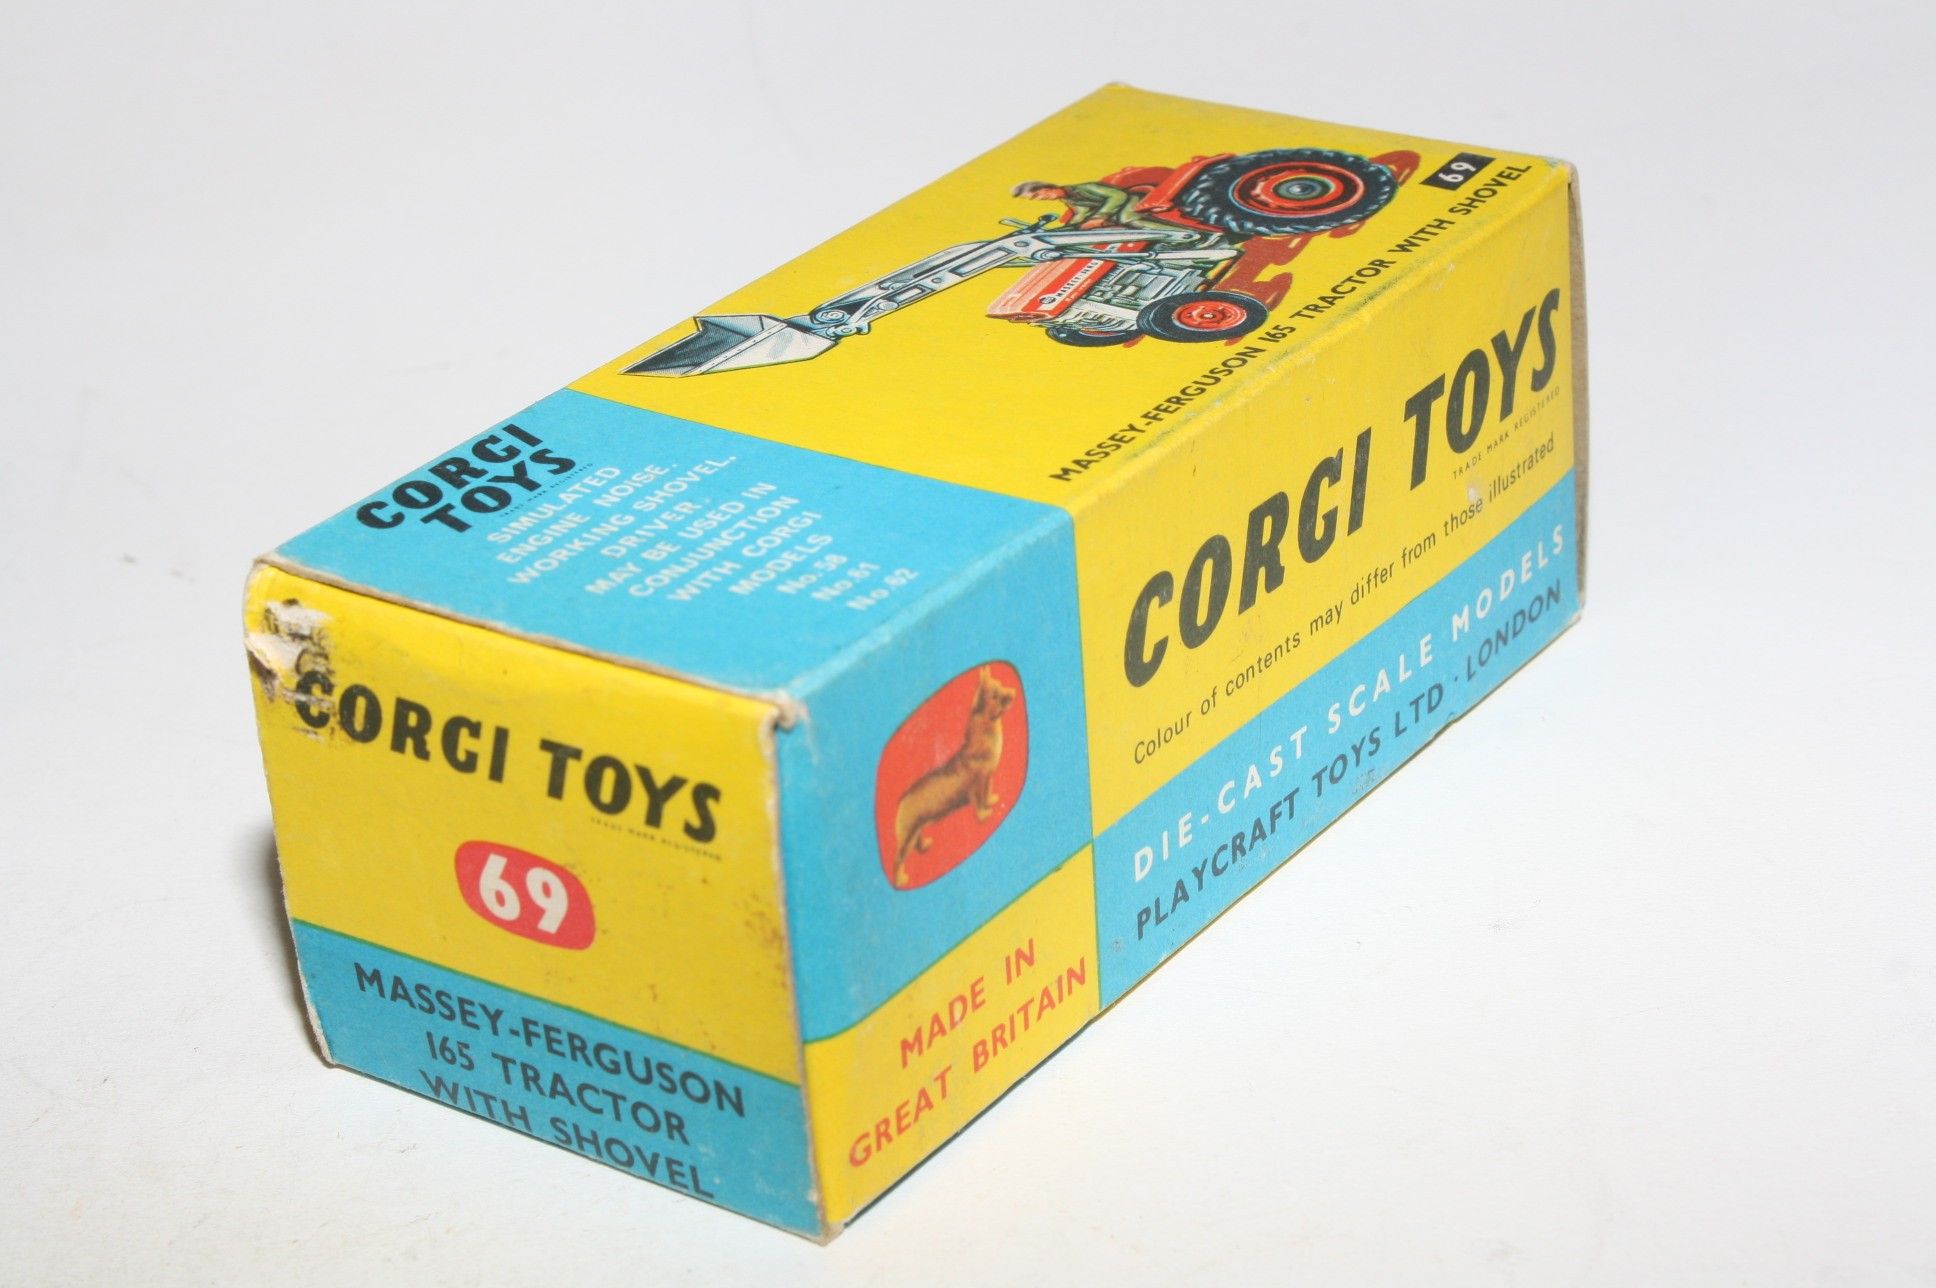 69
MASSEY-FERGUSON 165 TRACTOR WITH SHOVEL
CORGI
TOYS
SIMULATED
ENGINE NOISE.
WORKING SHOVEL.
DRIVER.
MAY BE USED IN
CONJUNCTION
WITH CORGI
MODELS
No. 58
No. 61
No. 62
CORGI TOYS
TRADE MARK REGISTERED
69
MASSEY-FERGUSON
165 TRACTOR
WITH SHOVEL
CORGI TOYS
TRADE MARK REGISTERED
Colour of contents may differ from those illustrated
DIE-CAST SCALE MODELS
PLAYCRAFT TOYS LTD · LONDON
MADE IN
GREAT BRITAIN